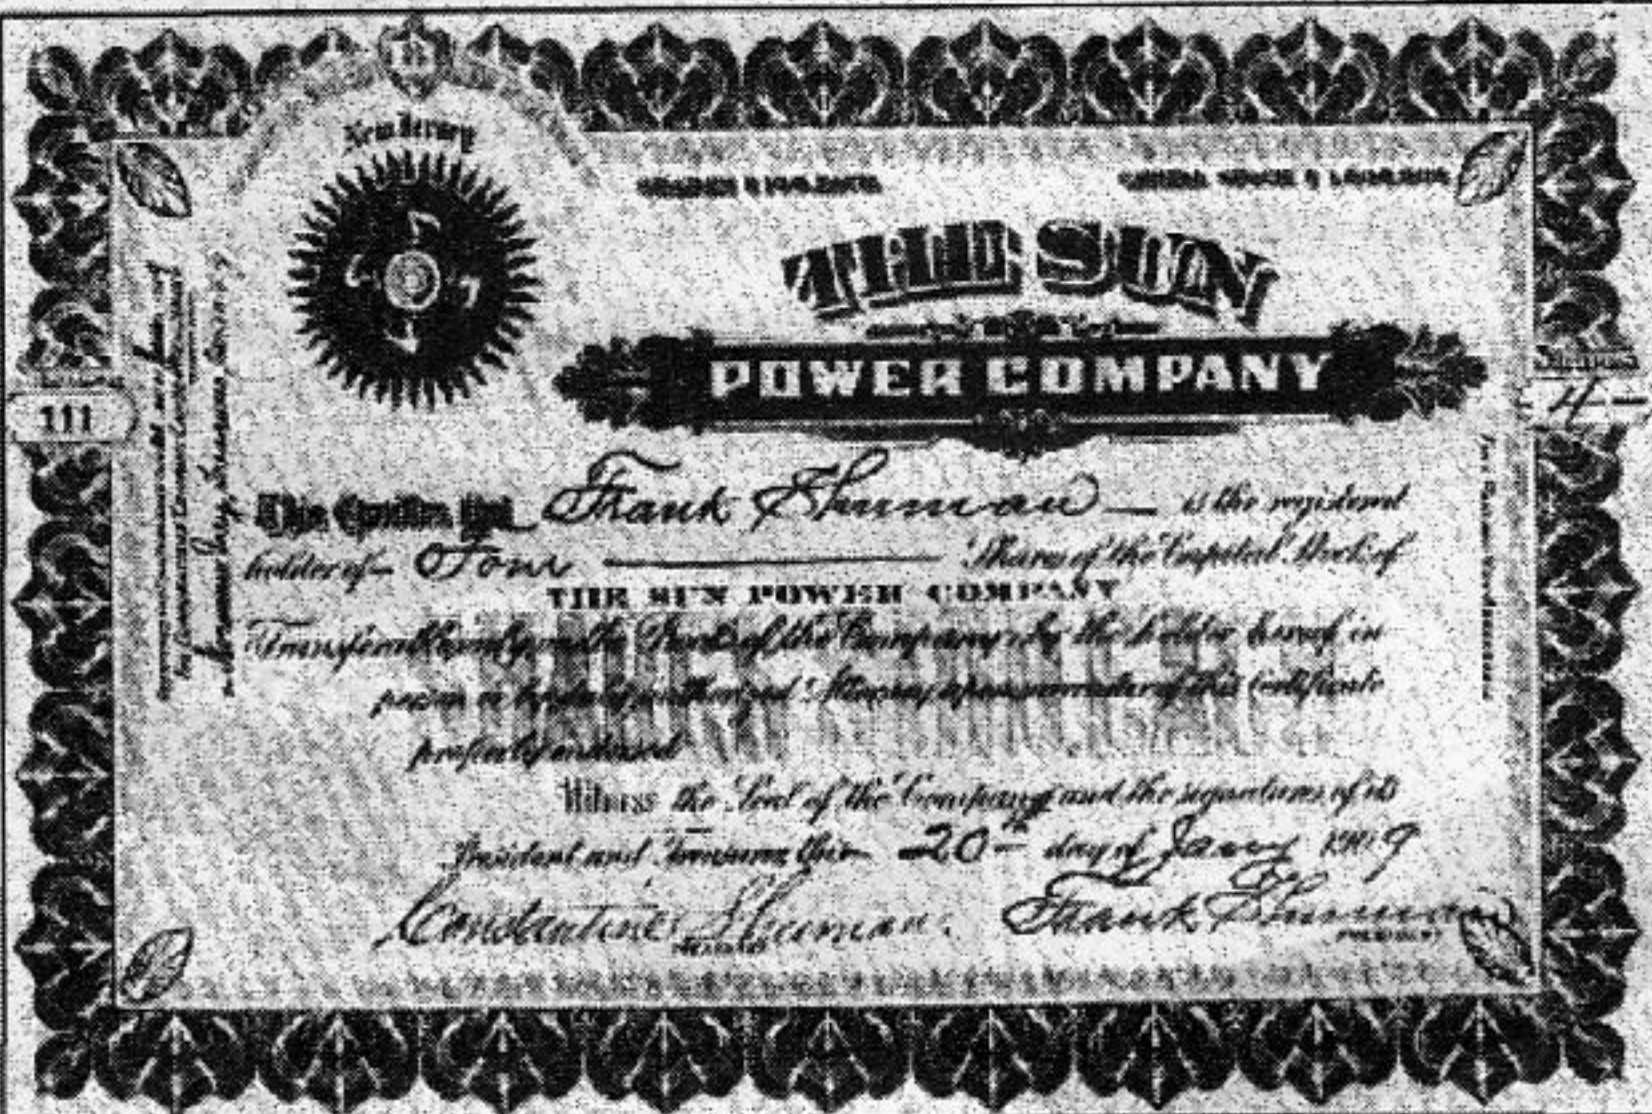 New Jersey
THE SUN
POWER COMPANY
111
4
This Certifies that Frank Shuman is the registered
holder of Four Shares of the Capital Stock of
THE SUN POWER COMPANY
Transferable only on the Books of the Company by the holder hereof in
person or by duly authorized Attorney upon surrender of this Certificate
properly endorsed
Witness the Seal of the Company and the signatures of its
President and Treasurer this 20th day of Jany 1909
Constantine Shuman Frank Shuman
TREASURER PRESIDENT